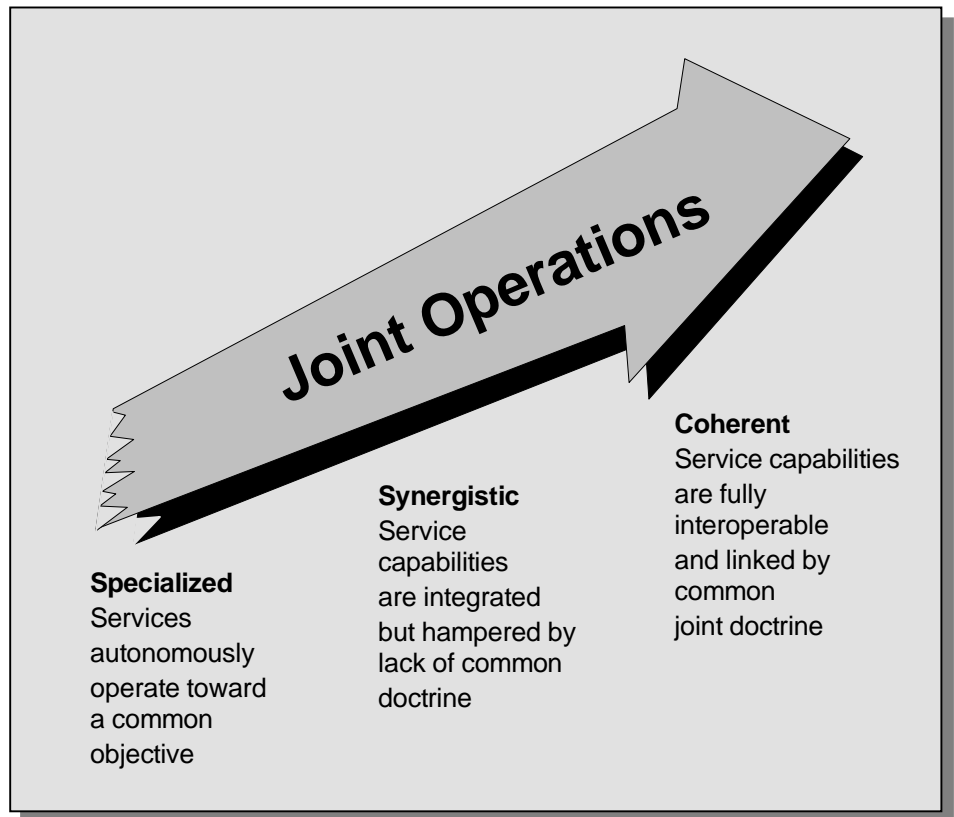 Joint Operations
Specialized
Services
autonomously
operate toward
a common
objective
Synergistic
Service
capabilities
are integrated
but hampered by
lack of common
doctrine
Coherent
Service capabilities
are fully
interoperable
and linked by
common
joint doctrine